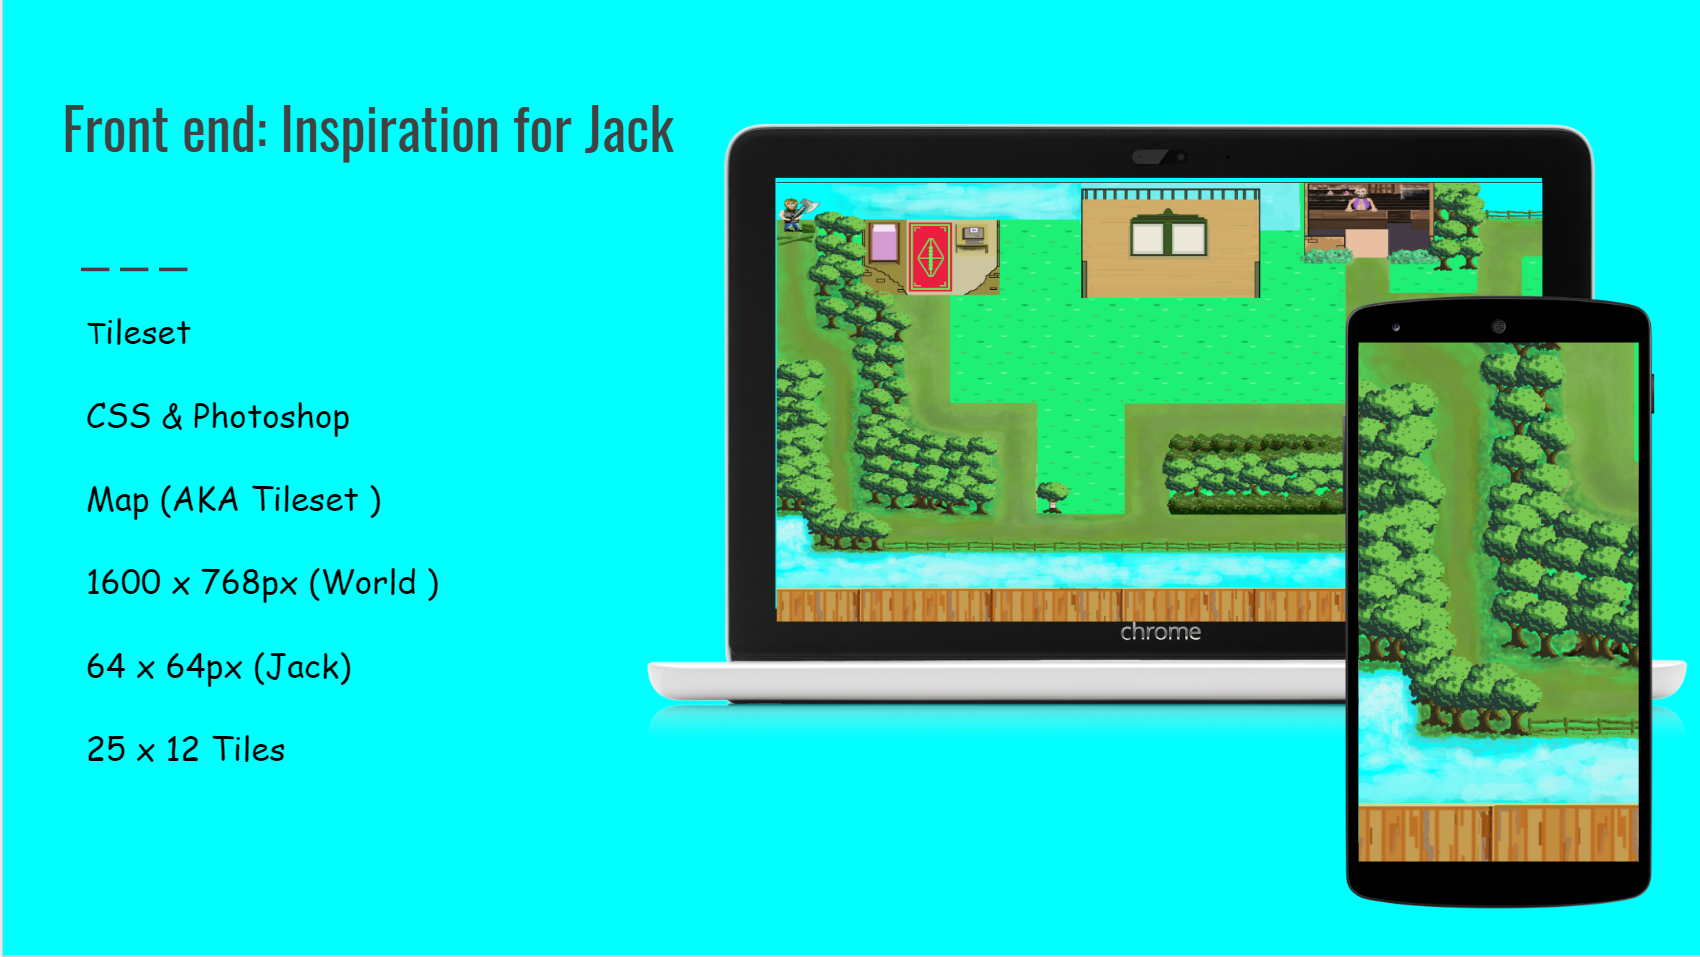 Front end: Inspiration for Jack
Tileset
CSS & Photoshop
Map (AKA Tileset )
1600 x 768px (World )
64 x 64px (Jack)
25 x 12 Tiles
chrome